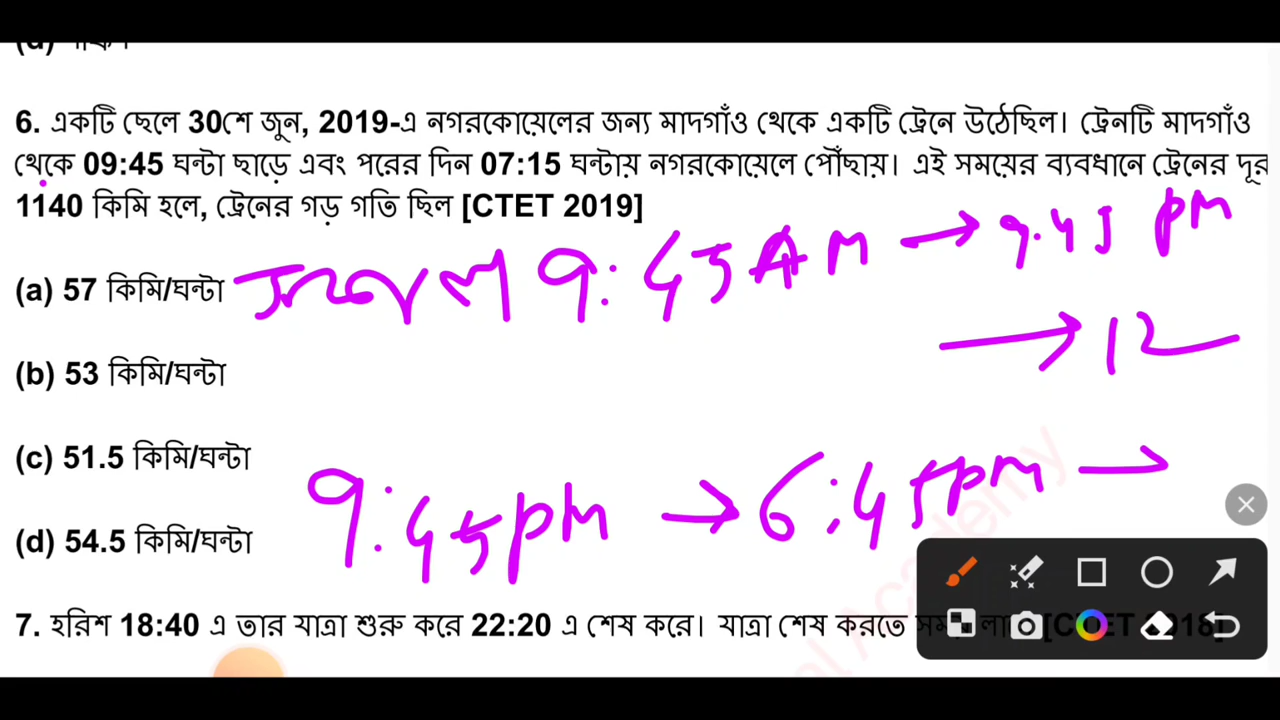 6. একটি ছেলে 30শে জুন, 2019-এ নগরকোয়েলের জন্য মাদগাঁও থেকে একটি ট্রেনে উঠেছিল। ট্রেনটি মাদগাঁও
থেকে 09:45 ঘন্টা ছাড়ে এবং পরের দিন 07:15 ঘন্টায় নগরকোয়েলে পৌঁছায়। এই সময়ের ব্যবধানে ট্রেনের দূর
1140 কিমি হলে, ট্রেনের গড় গতি ছিল [CTET 2019]
সকাল 9:45 AM → 9.45 pm
(a) 57 কিমি/ঘন্টা
→ 12
(b) 53 কিমি/ঘন্টা
(c) 51.5 কিমি/ঘন্টা
9:45 pm → 6:45 pm →
(d) 54.5 কিমি/ঘন্টা
7. হরিশ 18:40 এ তার যাত্রা শুরু করে 22:20 এ শেষ করে। যাত্রা শেষ করতে